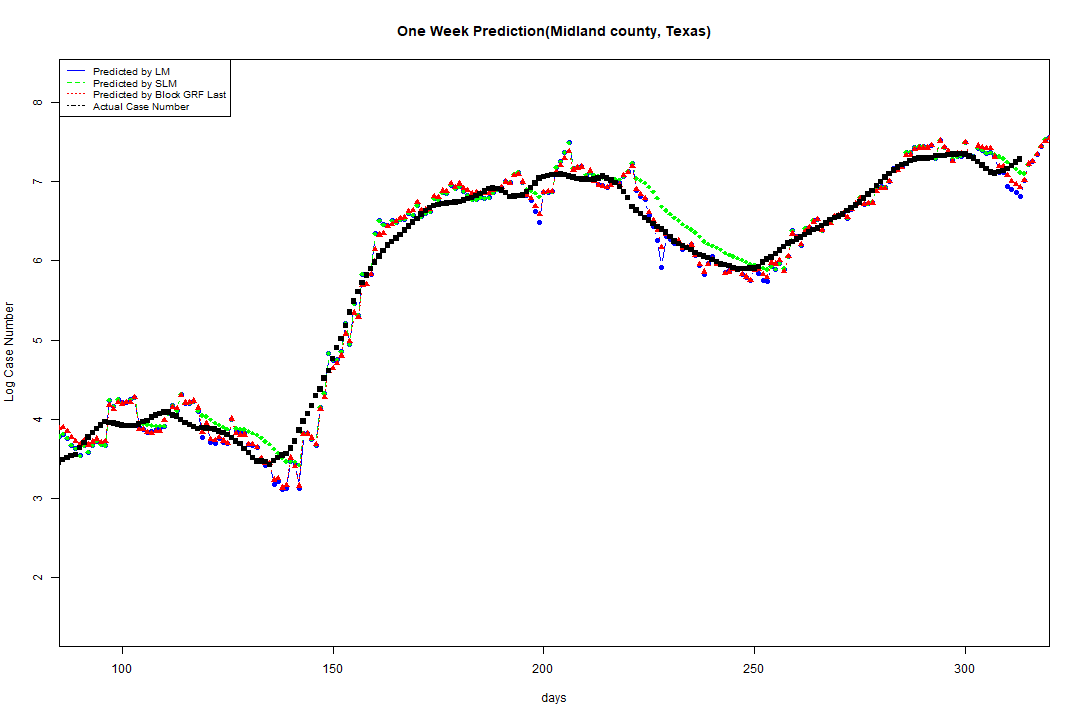 One Week Prediction(Midland county, Texas)
Predicted by LM
Predicted by SLM
Predicted by Block GRF Last
Actual Case Number
8
7
6
5
4
3
2
Log Case Number
100 150 200 250 300
days